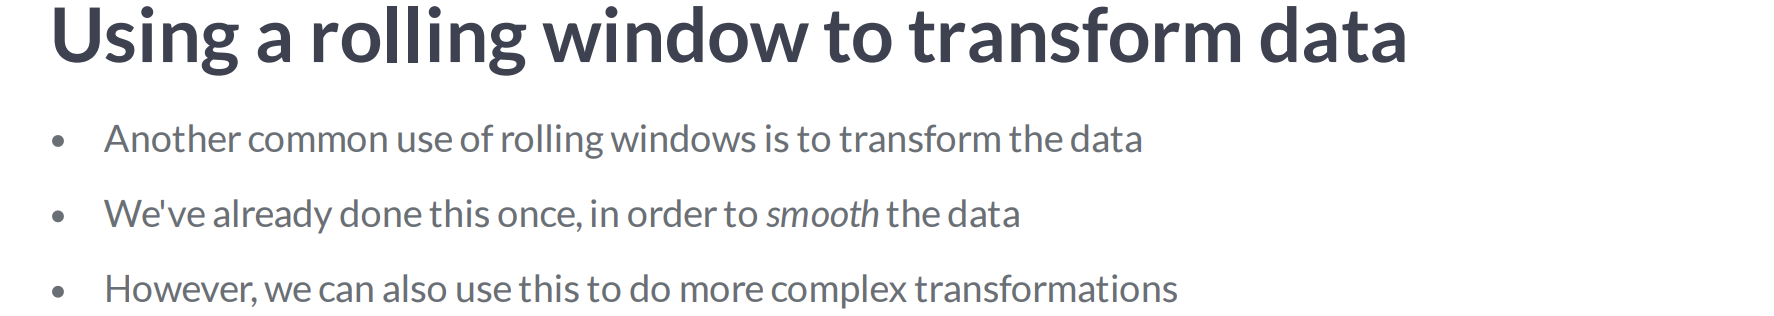 Using a rolling window to transform data
• Another common use of rolling windows is to transform the data
• We've already done this once, in order to smooth the data
• However, we can also use this to do more complex transformations